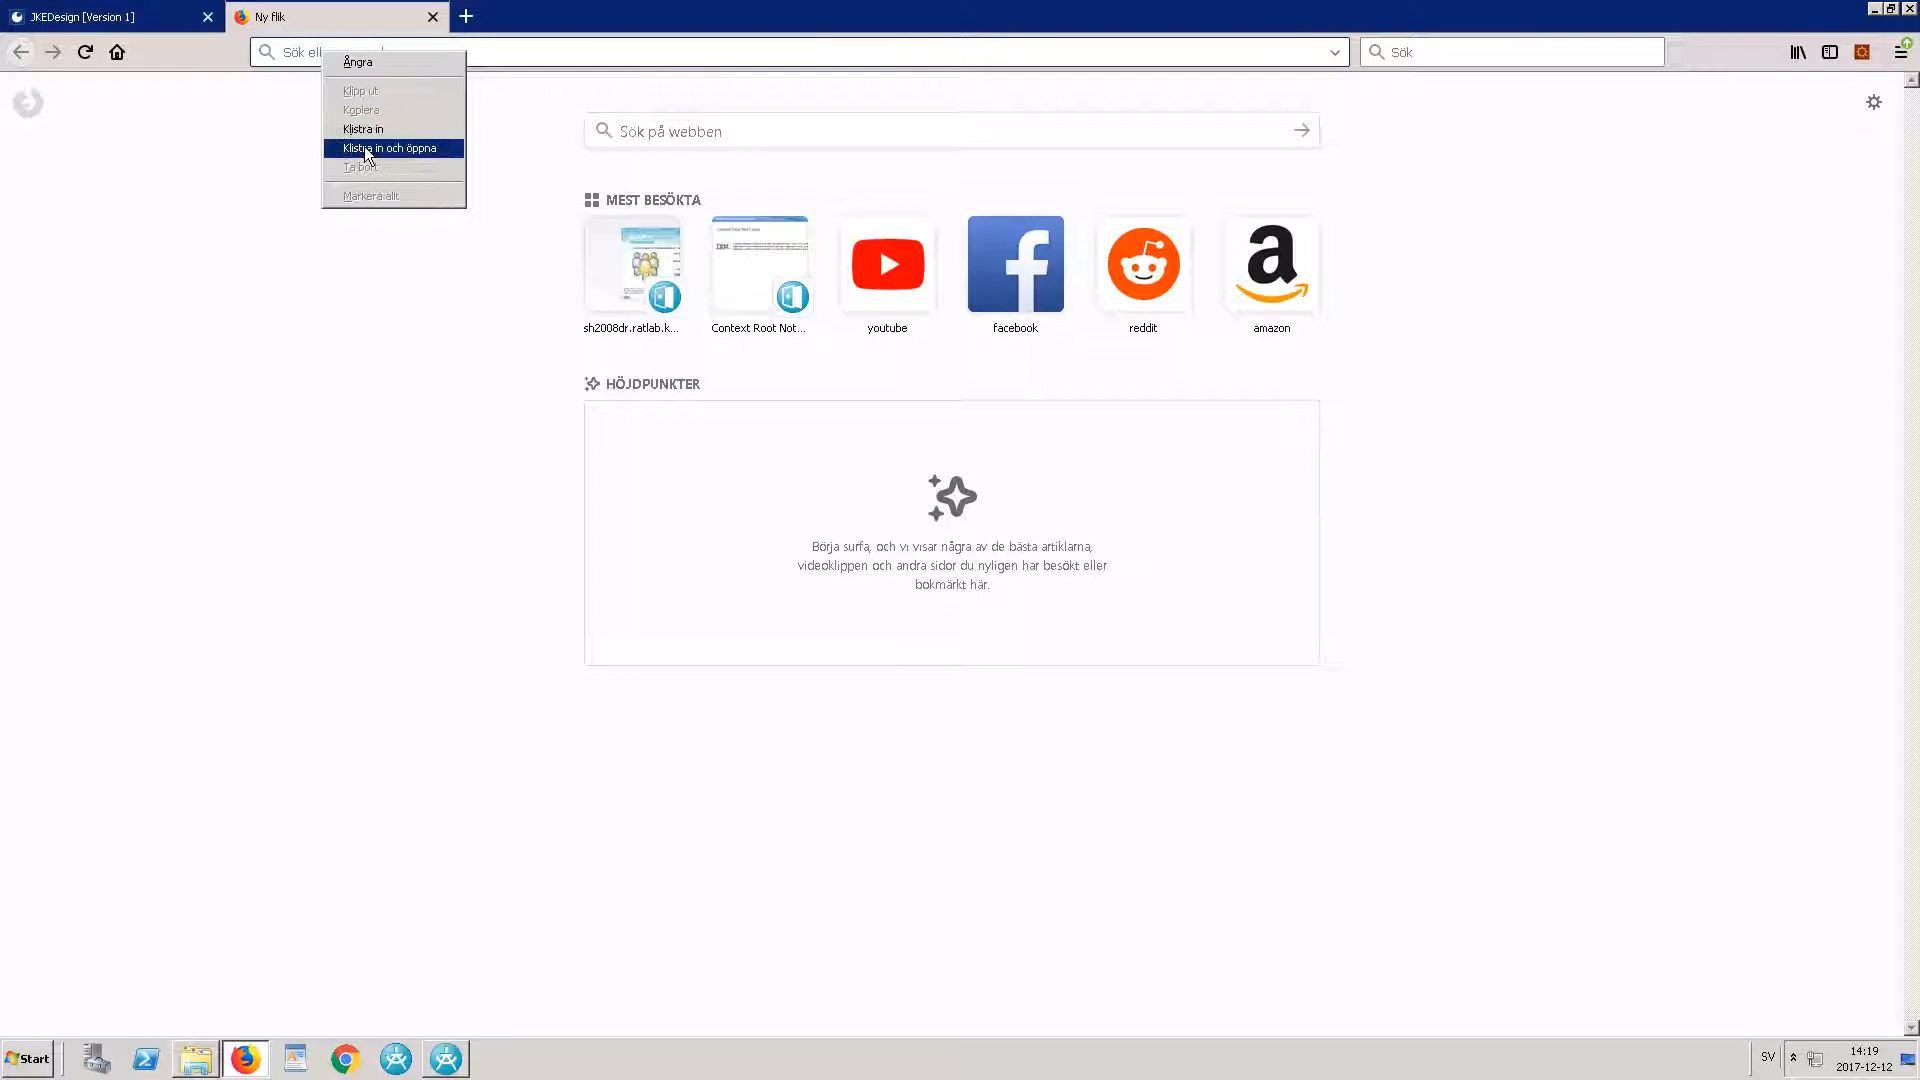 JKEDesign [Version 1]
Ny flik
Sök ell
Sök
Ångra
Klipp ut
Kopiera
Klistra in
Klistra in och öppna
Ta bort
Markera allt
Sök på webben
MEST BESÖKTA
IBM
sh2008dr.ratlab.k...
Context Root Not...
youtube
facebook
reddit
amazon
HÖJDPUNKTER
Börja surfa, och vi visar några av de bästa artiklarna,
videoklippen och andra sidor du nyligen har besökt eller
bokmärkt här.
Start
SV
14:19
2017-12-12